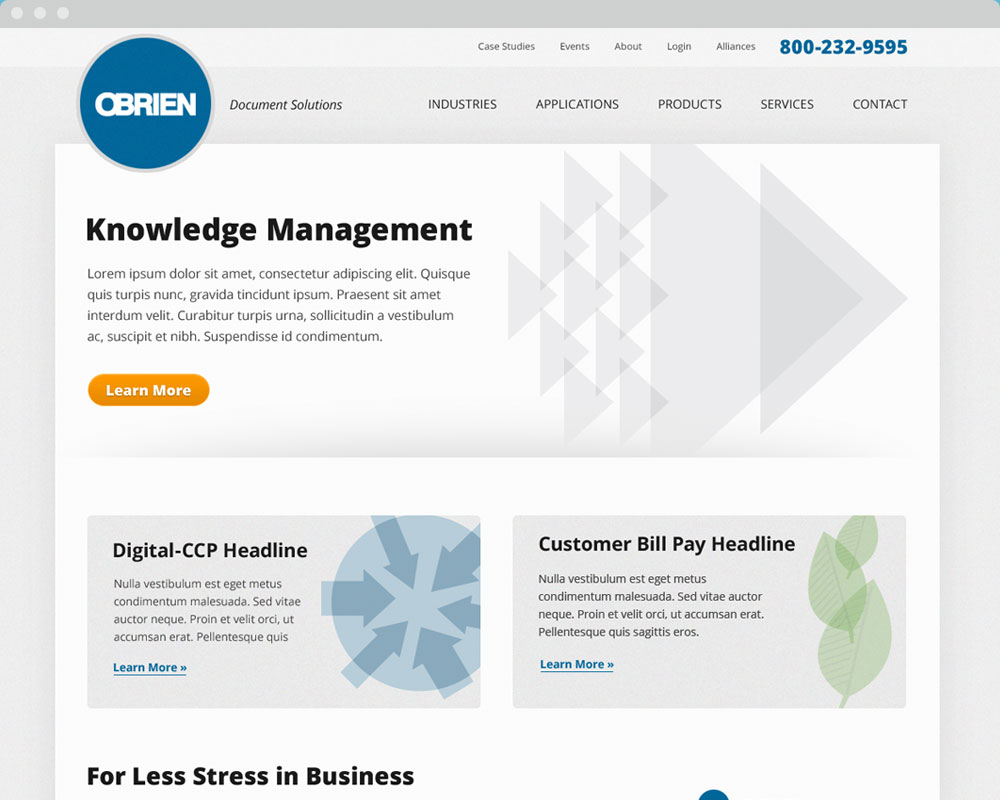 Case Studies Events About Login Alliances 800-232-9595
OBRIEN
Document Solutions
INDUSTRIES APPLICATIONS PRODUCTS SERVICES CONTACT
Knowledge Management
Lorem ipsum dolor sit amet, consectetur adipiscing elit. Quisque
quis turpis nunc, gravida tincidunt ipsum. Praesent sit amet
interdum velit. Curabitur turpis urna, sollicitudin a vestibulum
ac, suscipit et nibh. Suspendisse id condimentum.
Learn More
Digital-CCP Headline
Nulla vestibulum est eget metus
condimentum malesuada. Sed vitae
auctor neque. Proin et velit orci, ut
accumsan erat. Pellentesque quis
Learn More »
Customer Bill Pay Headline
Nulla vestibulum est eget metus
condimentum malesuada. Sed vitae auctor
neque. Proin et velit orci, ut accumsan erat.
Pellentesque quis sagittis eros.
Learn More »
For Less Stress in Business